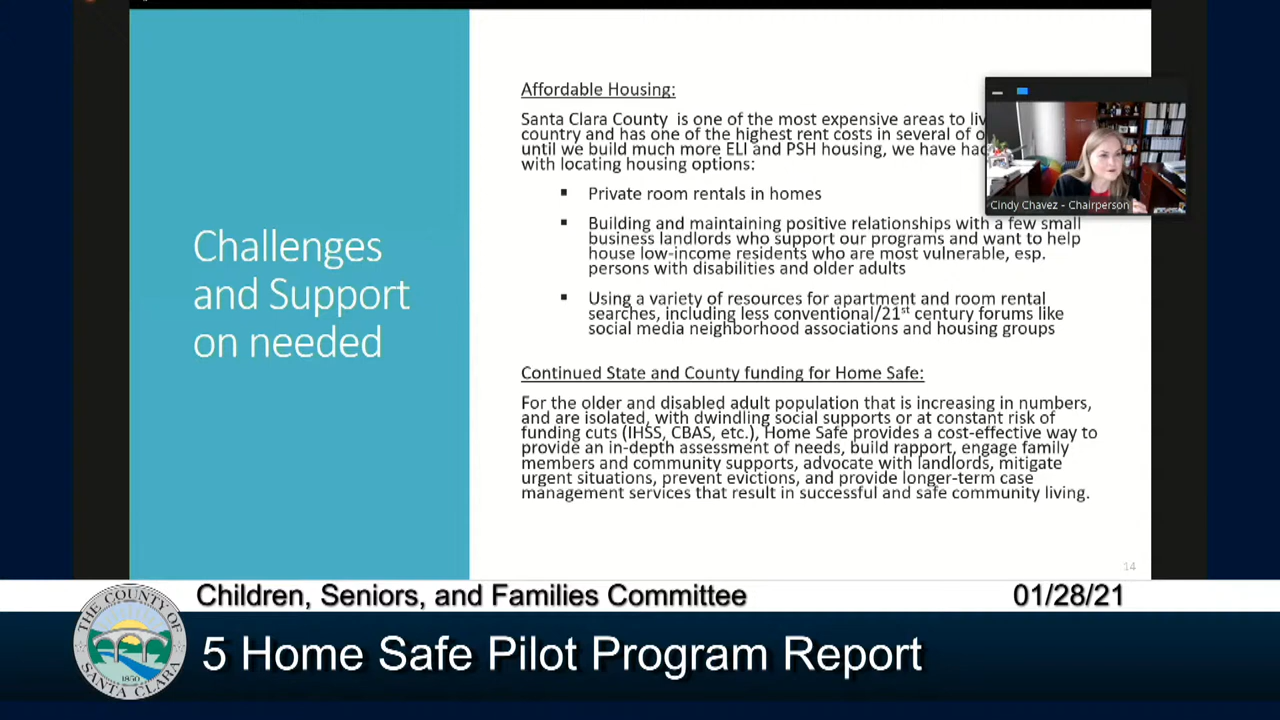 Challenges
and Support
on needed
Affordable Housing:
Santa Clara County is one of the most expensive areas to
country and has one of the highest rent costs in several of
until we build much more ELI and PSH housing, we have
with locating housing options:
▪ Private room rentals in homes
▪ Building and maintaining positive relationships with a few small
business landlords who support our programs and want to help
house low-income residents who are most vulnerable, esp.
persons with disabilities and older adults
▪ Using a variety of resources for apartment and room rental
searches, including less conventional/21st century forums like
social media neighborhood associations and housing groups
Continued State and County funding for Home Safe:
For the older and disabled adult population that is increasing in numbers,
and are isolated, with dwindling social supports or at constant risk of
funding cuts (IHSS, CBAS, etc.), Home Safe provides a cost-effective way to
provide an in-depth assessment of needs, build rapport, engage family
members and community supports, advocate with landlords, mitigate
urgent situations, prevent evictions, and provide longer-term case
management services that result in successful and safe community living.
14
Cindy Chavez - Chairperson
Children, Seniors, and Families Committee
01/28/21
5 Home Safe Pilot Program Report
THE COUNTY OF
SANTA CLARA
1850